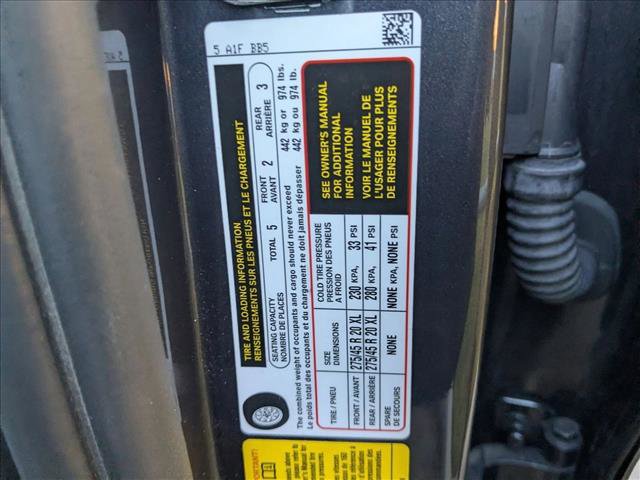 5 A1F BB5
TIRE AND LOADING INFORMATION
RENSEIGNEMENTS SUR LES PNEUS ET LE CHARGEMENT
SEATING CAPACITY
NOMBRE DE PLACES
TOTAL 5
FRONT
AVANT 2
REAR
ARRIÈRE 3
The combined weight of occupants and cargo should never exceed 442 kg or 974 lbs.
Le poids total des occupants et du chargement ne doit jamais dépasser 442 kg ou 974 lb.
TIRE / PNEU
SIZE
DIMENSIONS
COLD TIRE PRESSURE
PRESSION DES PNEUS
A FROID
FRONT / AVANT 275/45 R 20 XL 230 KPA, 33 PSI
REAR / ARRIÈRE 275/45 R 20 XL 280 KPA, 41 PSI
SPARE
DE SECOURS
NONE
NONE KPA, NONE PSI
SEE OWNER'S MANUAL
FOR ADDITIONAL
INFORMATION
VOIR LE MANUEL DE
L'USAGER POUR PLUS
DE RENSEIGNEMENTS